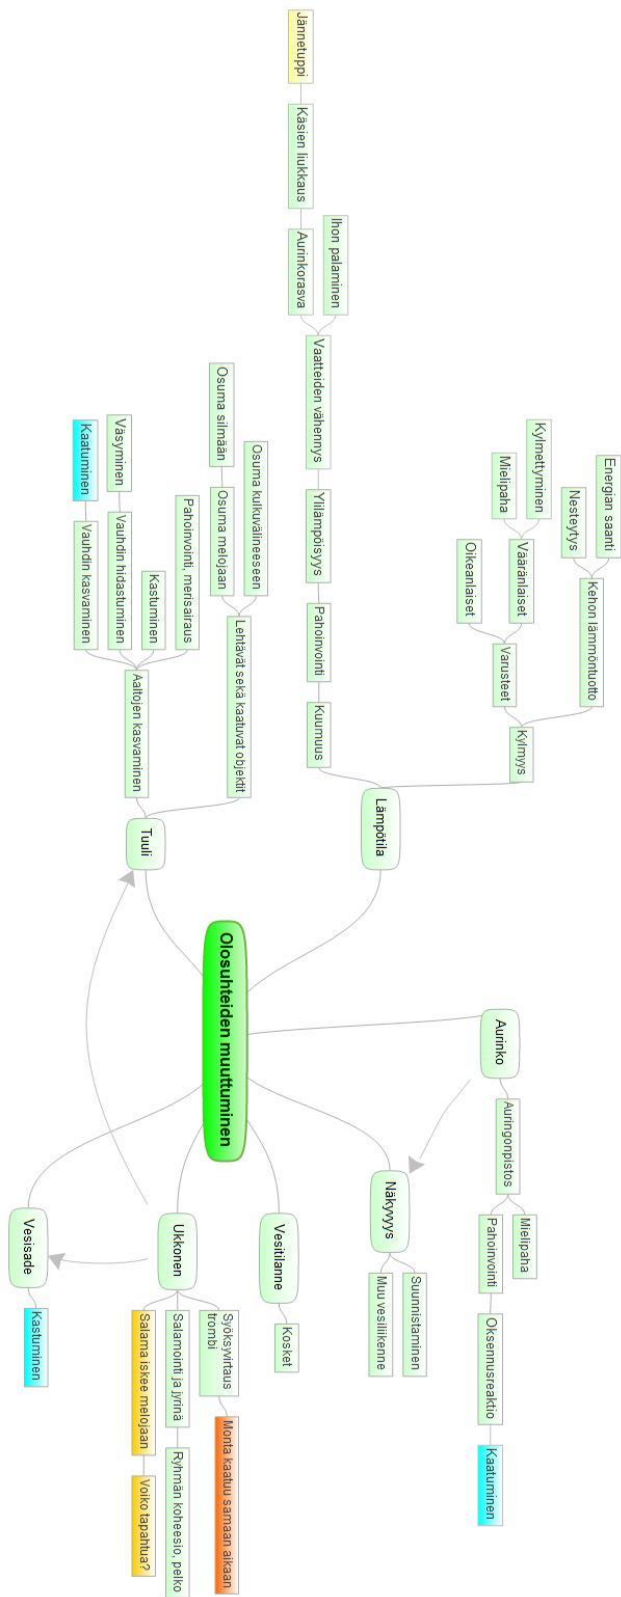 Olosuhteiden muuttuminen
Tuuli
Aaltojen kasvaminen
Vauhdin kasvaminen
Kaatuminen
Vauhdin hidastuminen
Väsyminen
Kastuminen
Pahoinvointi, merisairaus
Lehtävät sekä kaatuvat objektit
Osuma melojaan
Osuma silmään
Osuma kulkuvälineeseen
Lämpötila
Kuumuus
Pahoinvointi
Ylilämpöisyys
Vaatteiden vähennys
Aurinkorasva
Käsien liukkaus
Jännetuppi
Ihon palaminen
Kylmyys
Varusteet
Oikeanlaiset
Vääränlaiset
Mielipaha
Kylmettyminen
Kehon lämmöntuotto
Nesteytys
Energian saanti
Aurinko
Auringonpistos
Mielipaha
Pahoinvointi
Oksennusreaktio
Kaatuminen
Näkyvyys
Suunnistaminen
Muu vesiliikenne
Vesitilanne
Kosket
Ukkonen
Syöksyvirtaus
trombi
Monta kaatuu samaan aikaan
Salamointi ja jyrinä
Ryhmän koheesio, pelko
Salama iskee melojaan
Voiko tapahtua?
Vesisade
Kastuminen